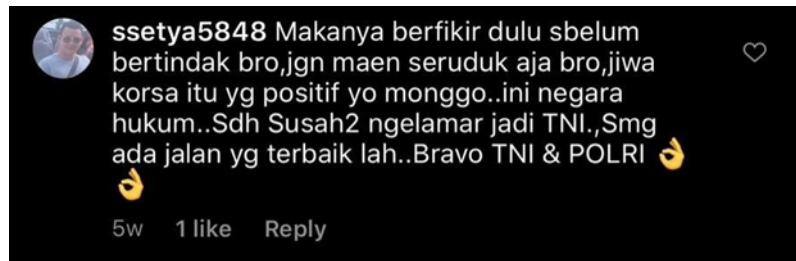 ssetya5848 Makanya berfikir dulu sbelum
bertindak bro,jgn maen seruduk aja bro,jiwa
korsa itu yg positif yo monggo..ini negara
hukum..Sdh Susah2 ngelamar jadi TNI.,Smg
ada jalan yg terbaik lah..Bravo TNI & POLRI 👌
👌
5w 1 like Reply